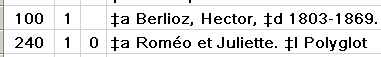 100 1 ‡a Berlioz, Hector, ‡d 1803-1869.
240 1 0 ‡a Roméo et Juliette. ‡l Polyglot